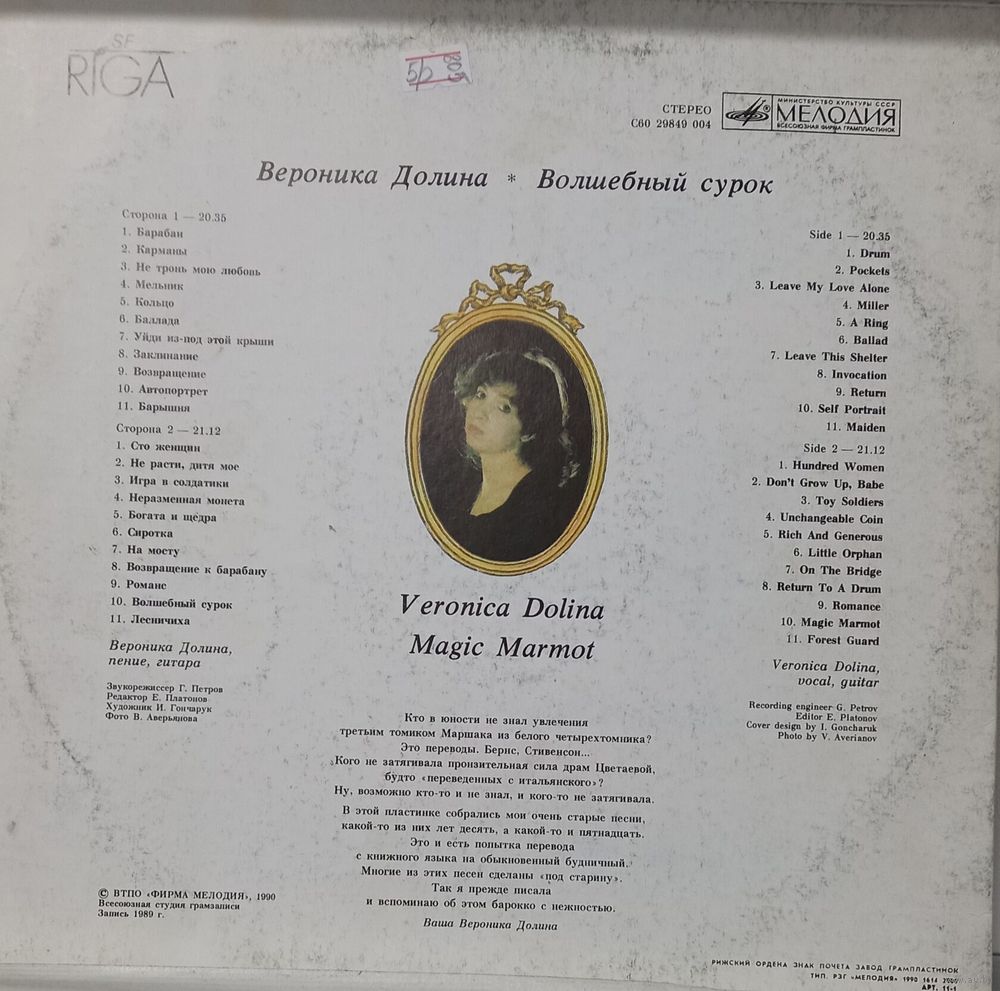 SF
RIGA
5р 805
СТЕРЕО
С60 29849 004
МИНИСТЕРСТВО КУЛЬТУРЫ СССР
МЕЛОДИЯ
ВСЕСОЮЗНАЯ ФИРМА ГРАМПЛАСТИНОК
Вероника Долина * Волшебный сурок
Сторона 1 — 20.35
1. Барабан
2. Карманы
3. Не тронь мою любовь
4. Мельник
5. Кольцо
6. Баллада
7. Уйди из-под этой крыши
8. Заклинание
9. Возвращение
10. Автопортрет
11. Барышня
Сторона 2 — 21.12
1. Сто женщин
2. Не расти, дитя мое
3. Игра в солдатики
4. Неразменная монета
5. Богата и щедра
6. Сиротка
7. На мосту
8. Возвращение к барабану
9. Романс
10. Волшебный сурок
11. Лесничиха
Вероника Долина,
пение, гитара
Звукорежиссер Г. Петров
Редактор Е. Платонов
Художник И. Гончарук
Фото В. Аверьянова
Side 1 — 20.35
1. Drum
2. Pockets
3. Leave My Love Alone
4. Miller
5. A Ring
6. Ballad
7. Leave This Shelter
8. Invocation
9. Return
10. Self Portrait
11. Maiden
Side 2 — 21.12
1. Hundred Women
2. Don't Grow Up, Babe
3. Toy Soldiers
4. Unchangeable Coin
5. Rich And Generous
6. Little Orphan
7. On The Bridge
8. Return To A Drum
9. Romance
10. Magic Marmot
11. Forest Guard
Veronica Dolina,
vocal, guitar
Recording engineer G. Petrov
Editor E. Platonov
Cover design by I. Goncharuk
Photo by V. Averianov
Veronica Dolina
Magic Marmot
Кто в юности не знал увлечения
третьим томиком Маршака из белого четырехтомника?
Это переводы. Бернс, Стивенсон...
Кого не затягивала пронзительная сила драм Цветаевой,
будто «переведенных с итальянского»?
Ну, возможно кто-то и не знал, и кого-то не затягивала.
В этой пластинке собрались мои очень старые песни,
какой-то из них лет десять, а какой-то и пятнадцать.
Это и есть попытка перевода
с книжного языка на обыкновенный будничный.
Многие из этих песен сделаны «под старину».
Так я прежде писала
и вспоминаю об этом барокко с нежностью.
Ваша Вероника Долина
© ВТПО «ФИРМА МЕЛОДИЯ», 1990
Всесоюзная студия грамзаписи
Запись 1989 г.
РИЖСКИЙ ОРДЕНА ЗНАК ПОЧЕТА ЗАВОД ГРАМПЛАСТИНОК
ТИП. РЗГ «МЕЛОДИЯ» 1990 1614
АРТ. 11-1